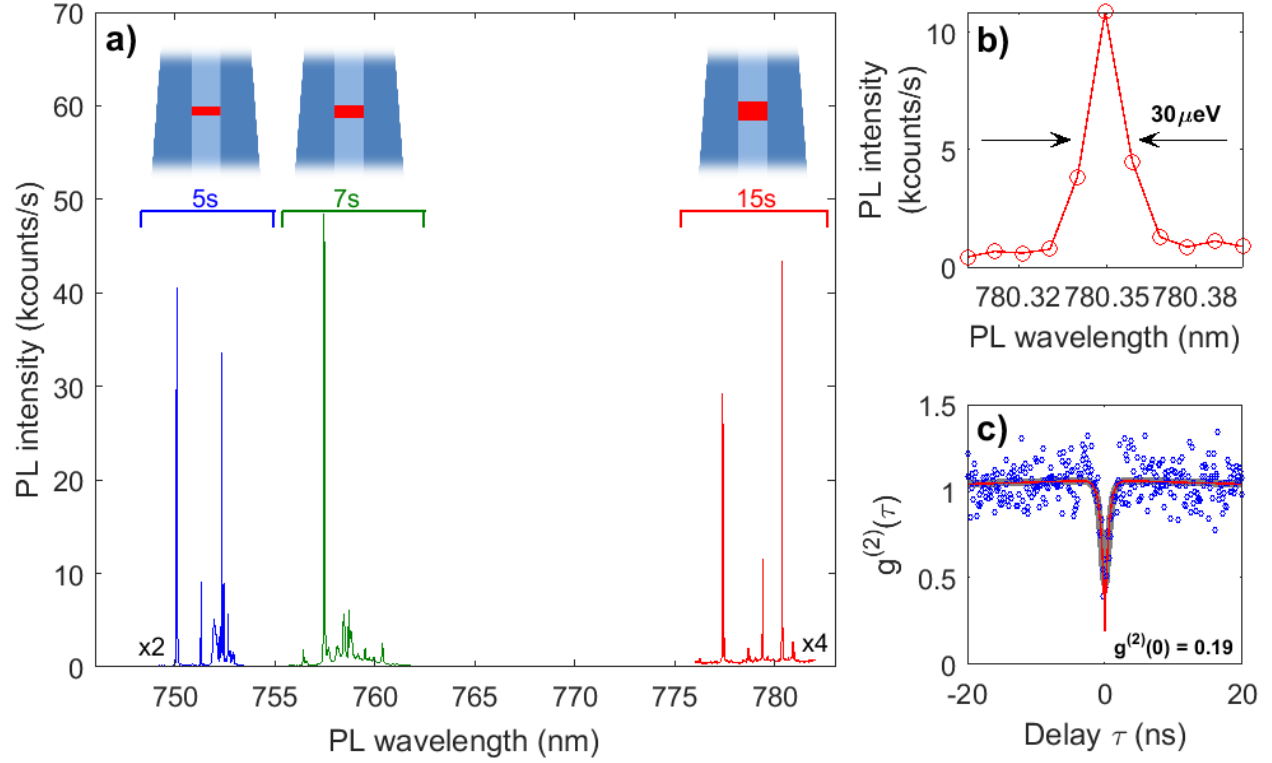 a)
70
60
50
40
30
20
10
0
PL intensity (kcounts/s)
5s
7s
15s
x2
x4
750
755
760
765
770
775
780
PL wavelength (nm)
b)
10
5
0
PL intensity
(kcounts/s)
30μeV
780.32 780.35 780.38
PL wavelength (nm)
c)
1.5
1
0.5
0
g(2)(τ)
g(2)(0) = 0.19
-20
0
20
Delay τ (ns)